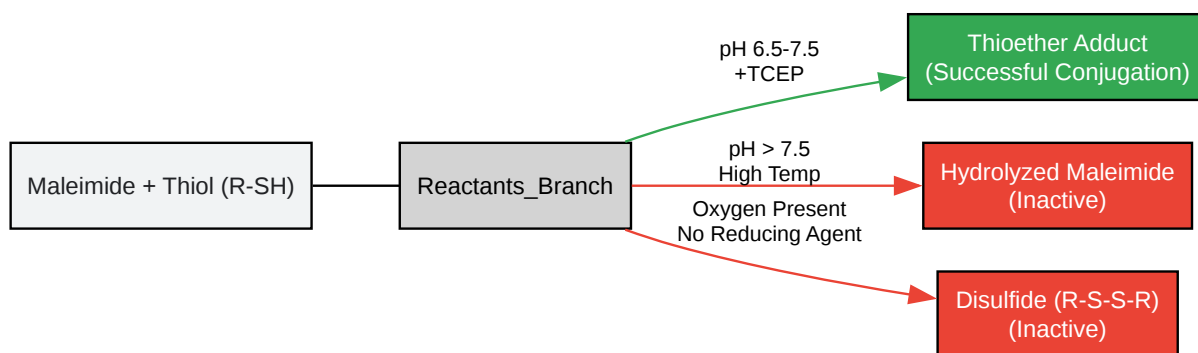 Maleimide + Thiol (R-SH)
Reactants_Branch
pH 6.5-7.5
+TCEP
Thioether Adduct
(Successful Conjugation)
pH > 7.5
High Temp
Hydrolyzed Maleimide
(Inactive)
Oxygen Present
No Reducing Agent
Disulfide (R-S-S-R)
(Inactive)